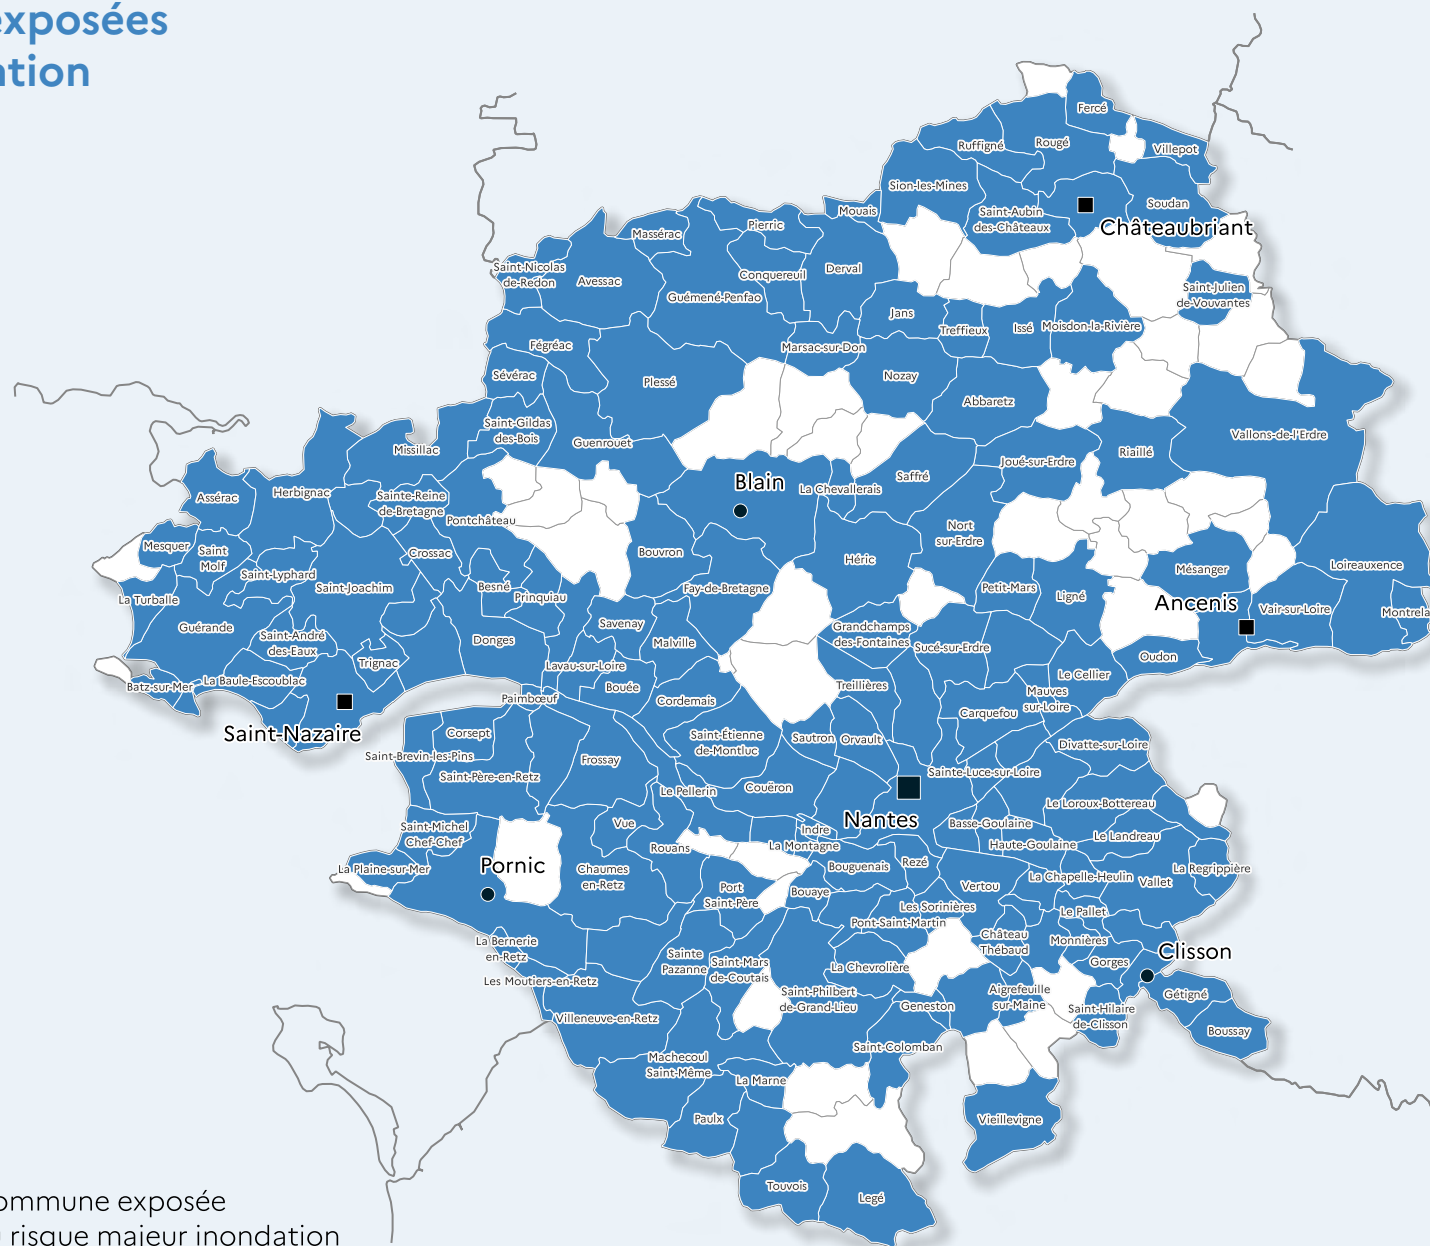 exposées
ation
Fercé
Rougé
Ruffigné
Villepot
Sion-les-Mines
Soudan
Saint-Aubin
des-Châteaux
Châteaubriant
Mouais
Pierric
Massérac
Saint-Nicolas
de-Redon
Avessac
Conquereuil
Derval
Guémené-Penfao
Saint-Julien
de-Vouvantes
Jans
Treffieux
Issé
Moisdon-la-Rivière
Fégréac
Marsac-sur-Don
Sévérac
Plessé
Nozay
Abbaretz
Saint-Gildas
des-Bois
Guenrouet
Vallons-de-l'Erdre
Missillac
Riaillé
Joué-sur-Erdre
Saffré
Blain
La Chevallerais
Assérac
Herbignac
Sainte-Reine
de-Bretagne
Pontchâteau
Nort
sur-Erdre
Mesquer
Saint
Molf
Crossac
Bouvron
Héric
Loireauxence
Saint-Lyphard
Saint-Joachim
Besné
Prinquiau
Fay-de-Bretagne
Petit-Mars
Ligné
Mésanger
Ancenis
La Turballe
Vair-sur-Loire
Montrela
Guérande
Saint-André
des-Eaux
Savenay
Malville
Grandchamps
des-Fontaines
Sucé-sur-Erdre
Donges
Oudon
Trignac
Lavau-sur-Loire
Le Cellier
Batz-sur-Mer
La Baule-Escoublac
Bouée
Treillières
Mauves
sur-Loire
Paimbœuf
Cordemais
Carquefou
Saint-Nazaire
Corsept
Saint-Étienne
de-Montluc
Sautron
Orvault
Divatte-sur-Loire
Saint-Brevin-les-Pins
Frossay
Saint-Père-en-Retz
Sainte-Luce-sur-Loire
Le Pellerin
Couëron
Le Loroux-Bottereau
Nantes
Vue
Saint-Michel
Chef-Chef
Indre
Basse-Goulaine
Rouans
La Montagne
Haute-Goulaine
Le Landreau
La Plaine-sur-Mer
Pornic
Chaumes
en-Retz
Bouguenais
Rezé
La Regrippière
La Chapelle-Heulin
Vallet
Port
Saint-Père
Bouaye
Vertou
Les Sorinières
Le Pallet
Pont-Saint-Martin
La Bernerie
en-Retz
Château
Thébaud
Monnières
Clisson
Sainte
Pazanne
Saint-Mars
de-Coutais
La Chevrolière
Gorges
Les Moutiers-en-Retz
Aigrefeuille
sur-Maine
Gétigné
Saint-Philbert
de-Grand-Lieu
Geneston
Saint-Hilaire
de-Clisson
Villeneuve-en-Retz
Boussay
Saint-Colomban
Machecoul
Saint-Même
La Marne
Paulx
Vieillevigne
Touvois
Legé
ommune exposée
risque majeur inondation